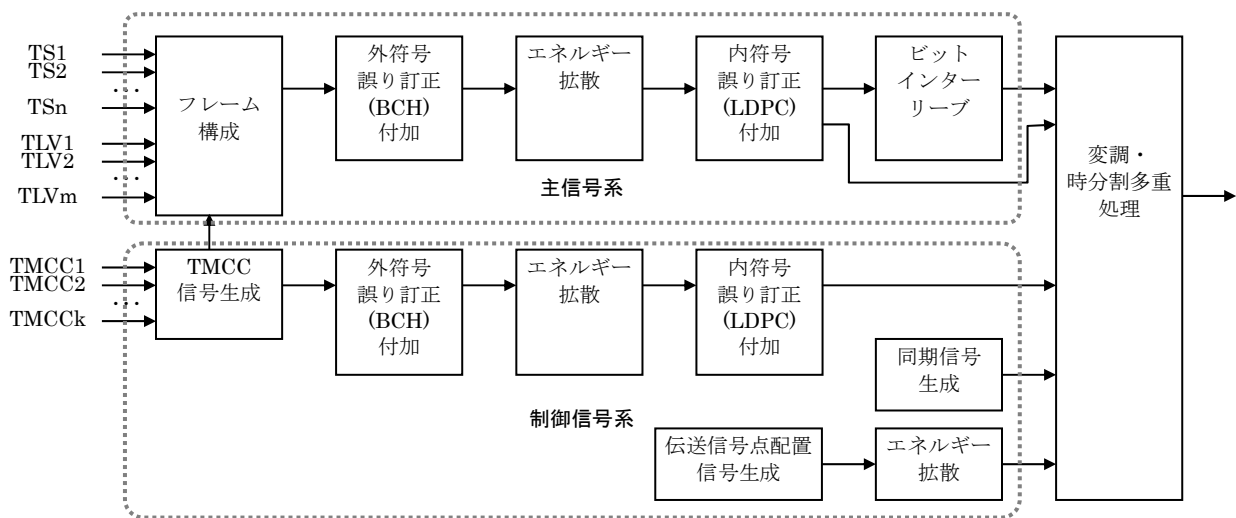 TS1
TS2
...
TSn
TLV1
TLV2
...
TLVm
フレーム
構成
外符号
誤り訂正
(BCH)
付加
エネルギー
拡散
内符号
誤り訂正
(LDPC)
付加
ビット
インター
リーブ
主信号系
変調・
時分割多重
処理
TMCC1
TMCC2
...
TMCCk
TMCC
信号生成
外符号
誤り訂正
(BCH)
付加
エネルギー
拡散
内符号
誤り訂正
(LDPC)
付加
同期信号
生成
制御信号系
伝送信号点配置
信号生成
エネルギー
拡散